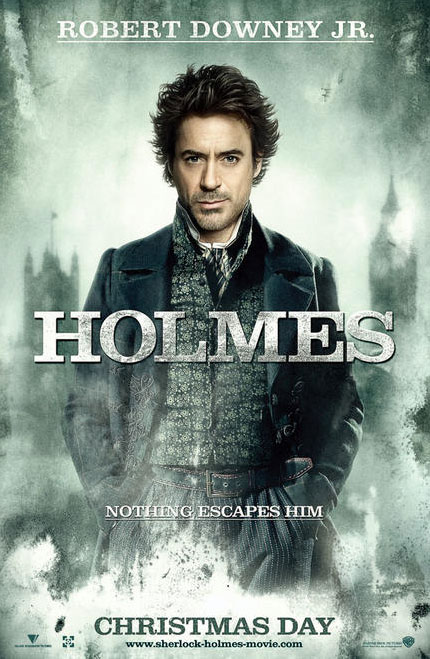 ROBERT DOWNEY JR.
HOLMES
NOTHING ESCAPES HIM
CHRISTMAS DAY
www.sherlock-holmes-movie.com